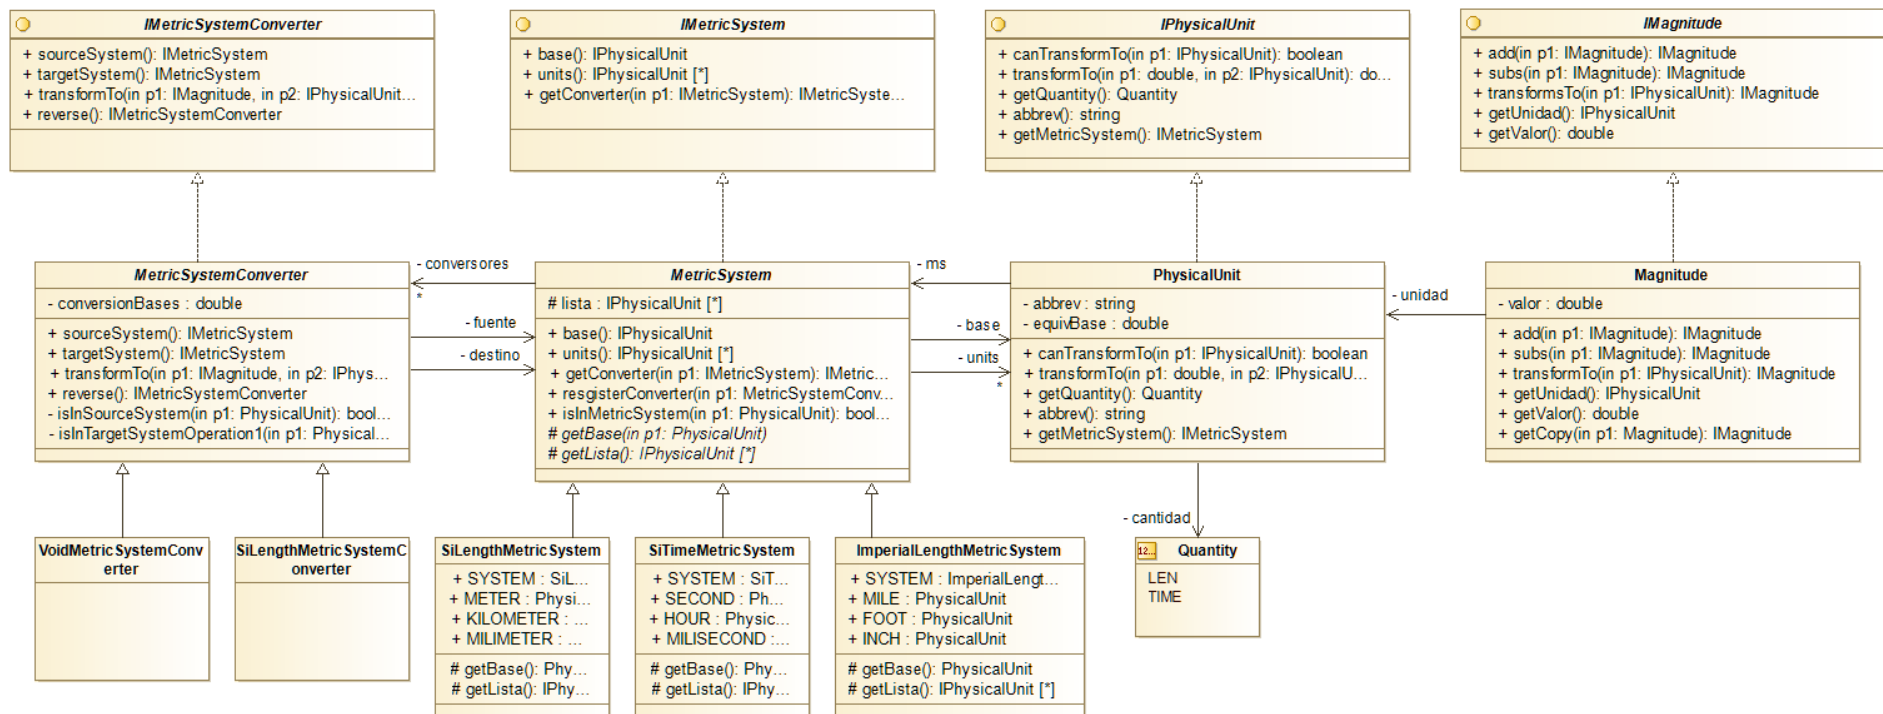 IMetricSystemConverter
+ sourceSystem(): IMetricSystem
+ targetSystem(): IMetricSystem
+ transformTo(in p1: IMagnitude, in p2: IPhysicalUnit...
+ reverse(): IMetricSystemConverter
IMetricSystem
+ base(): IPhysicalUnit
+ units(): IPhysicalUnit [*]
+ getConverter(in p1: IMetricSystem): IMetricSyste...
IPhysicalUnit
+ canTransformTo(in p1: IPhysicalUnit): boolean
+ transformTo(in p1: double, in p2: IPhysicalUnit): do...
+ getQuantity(): Quantity
+ abbrev(): string
+ getMetricSystem(): IMetricSystem
IMagnitude
+ add(in p1: IMagnitude): IMagnitude
+ subs(in p1: IMagnitude): IMagnitude
+ transformsTo(in p1: IPhysicalUnit): IMagnitude
+ getUnidad(): IPhysicalUnit
+ getValor(): double
MetricSystemConverter
- conversionBases : double
+ sourceSystem(): IMetricSystem
+ targetSystem(): IMetricSystem
+ transformTo(in p1: IMagnitude, in p2: IPhys...
+ reverse(): IMetricSystemConverter
- isInSourceSystem(in p1: PhysicalUnit): bool...
- isInTargetSystemOperation1(in p1: Physical...
- conversores
*
- fuente
- destino
MetricSystem
# lista : IPhysicalUnit [*]
+ base(): IPhysicalUnit
+ units(): IPhysicalUnit [*]
+ getConverter(in p1: IMetricSystem): IMetric...
+ resgisterConverter(in p1: MetricSystemConv...
+ isInMetricSystem(in p1: PhysicalUnit): bool...
# getBase(in p1: PhysicalUnit)
# getLista(): IPhysicalUnit [*]
- ms
- base
- units
*
PhysicalUnit
- abbrev : string
- equivBase : double
+ canTransformTo(in p1: IPhysicalUnit): boolean
+ transformTo(in p1: double, in p2: IPhysicalU...
+ getQuantity(): Quantity
+ abbrev(): string
+ getMetricSystem(): IMetricSystem
- unidad
Magnitude
- valor : double
+ add(in p1: IMagnitude): IMagnitude
+ subs(in p1: IMagnitude): IMagnitude
+ transformTo(in p1: IPhysicalUnit): IMagnitude
+ getUnidad(): IPhysicalUnit
+ getValor(): double
+ getCopy(in p1: Magnitude): IMagnitude
- cantidad
VoidMetricSystemConv
erter
SiLengthMetricSystemC
onverter
SiLengthMetricSystem
+ SYSTEM : SiL...
+ METER : Physi...
+ KILOMETER : ...
+ MILIMETER : ...
# getBase(): Phy...
# getLista(): IPhy...
SiTimeMetricSystem
+ SYSTEM : SiT...
+ SECOND : Ph...
+ HOUR : Physic...
+ MILISECOND :...
# getBase(): Phy...
# getLista(): IPhy...
ImperialLengthMetricSystem
+ SYSTEM : ImperialLengt...
+ MILE : PhysicalUnit
+ FOOT : PhysicalUnit
+ INCH : PhysicalUnit
# getBase(): PhysicalUnit
# getLista(): IPhysicalUnit [*]
12... Quantity
LEN
TIME